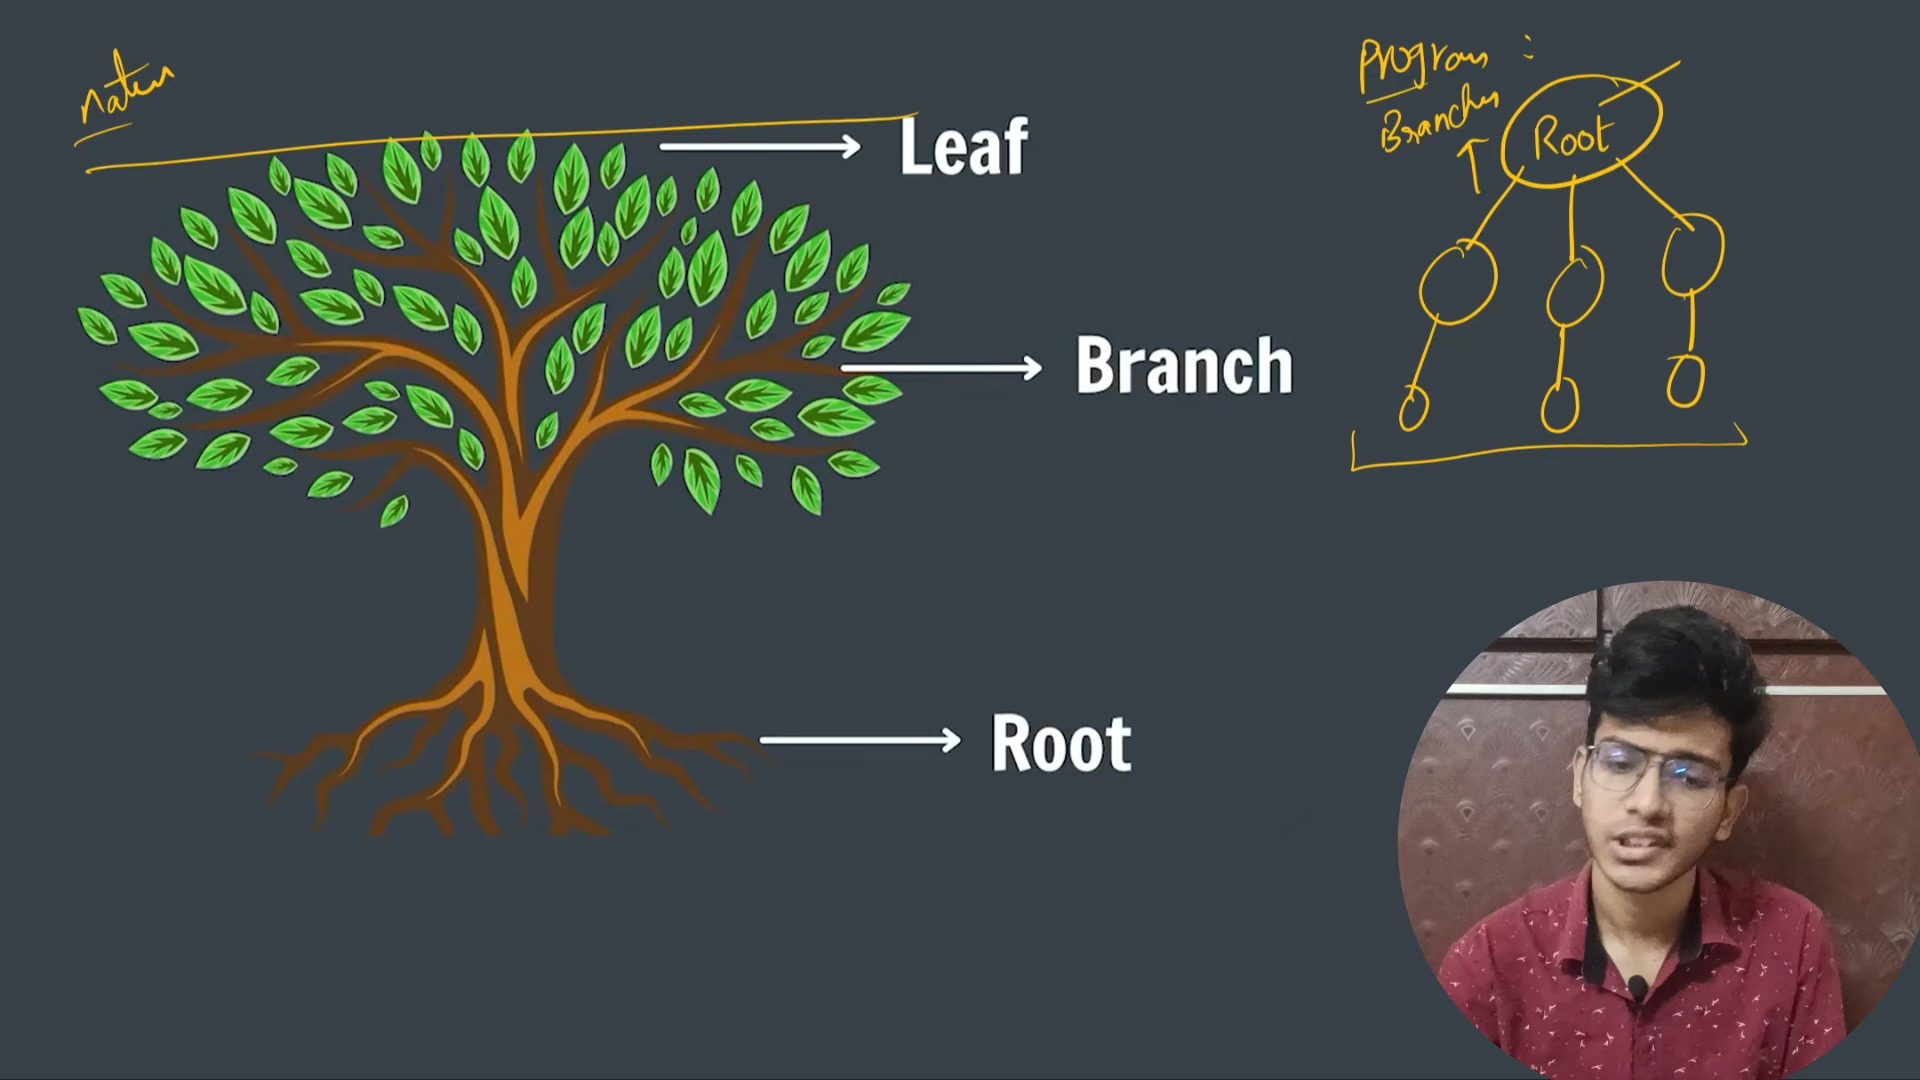 Program :
Branches
Root
Leaf
Branch
Root